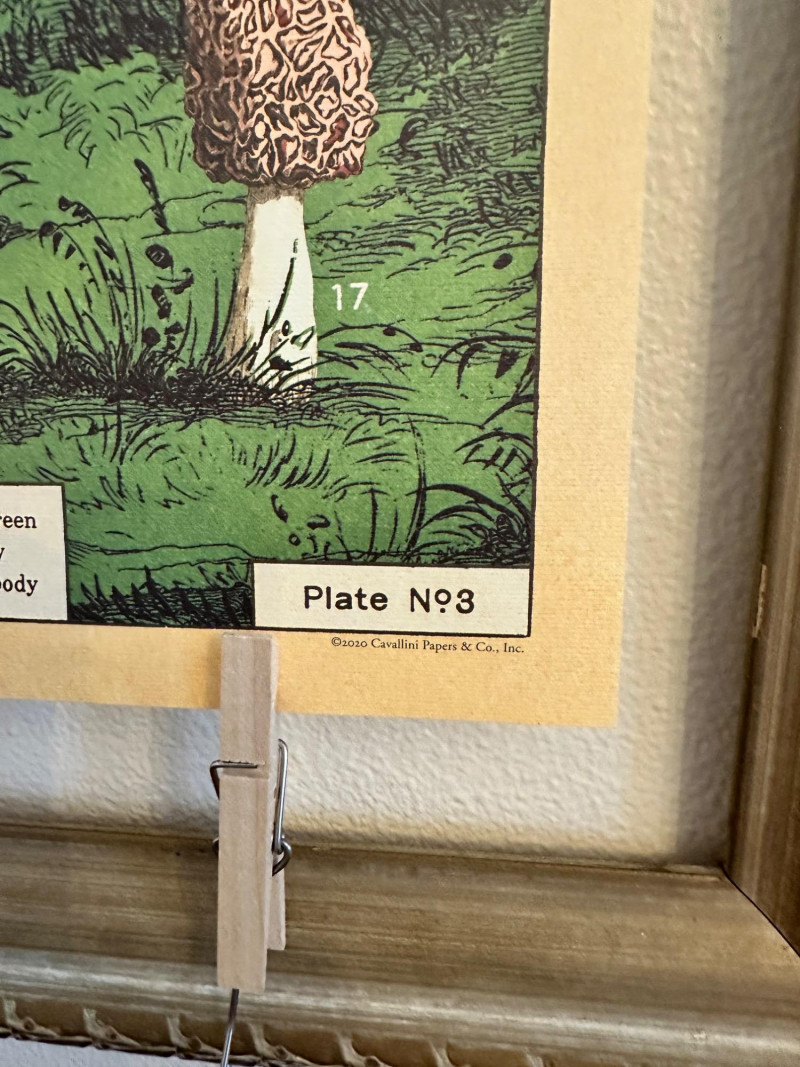 17
reen
y
ody
Plate Nº3
©2020 Cavallini Papers & Co., Inc.